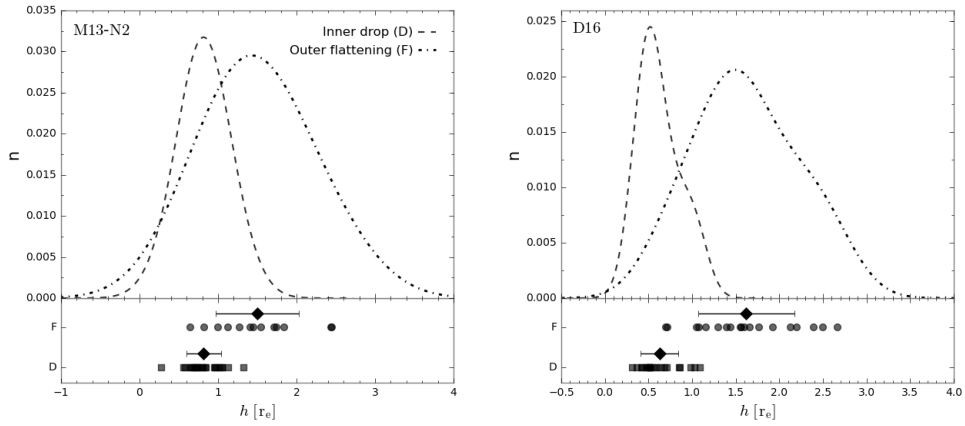 M13-N2
Inner drop (D)
Outer flattening (F)
n
0.035
0.030
0.025
0.020
0.015
0.010
0.005
0.000
F
D
−1 0 1 2 3 4
h [r_e]
D16
n
0.025
0.020
0.015
0.010
0.005
0.000
F
D
−0.5 0.0 0.5 1.0 1.5 2.0 2.5 3.0 3.5 4.0
h [r_e]